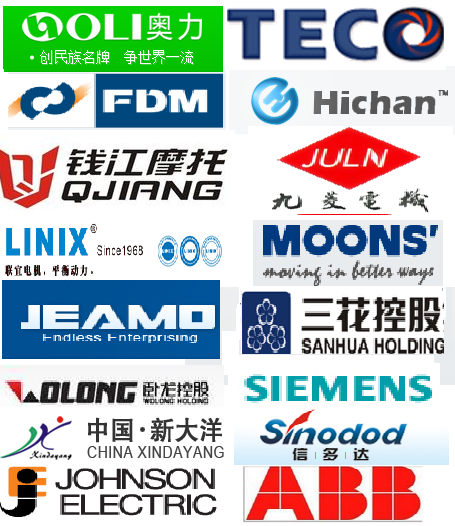 OLI奥力
•创民族名牌 争世界一流
TECO
FDM
Hichan™
钱江摩托
QJIANG
JULN
九菱電機
LINIX®
Since1968
联宜电机，平衡动力。
MOONS'
moving in better ways
JEAMO
Endless Enterprising
三花控股
SANHUA HOLDING
WOLONG 卧龙控股
WOLONG HOLDING
SIEMENS
中国·新大洋
Xindayang
CHINA XINDAYANG
Sinodod
信|多|达
JOHNSON
ELECTRIC
ABB